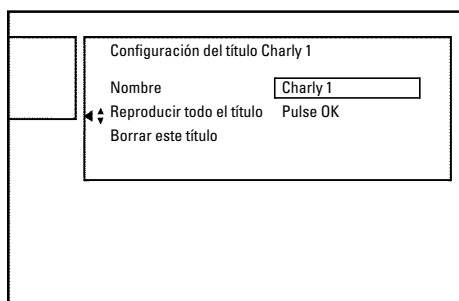 Configuración del título Charly 1
Nombre Charly 1
Reproducir todo el título Pulse OK
Borrar este título